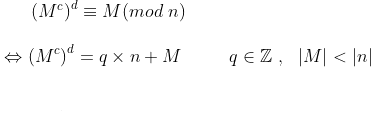 (M^c)^d ≡ M(mod n)
⇔ (M^c)^d = q × n + M q ∈ ℤ , |M| < |n|